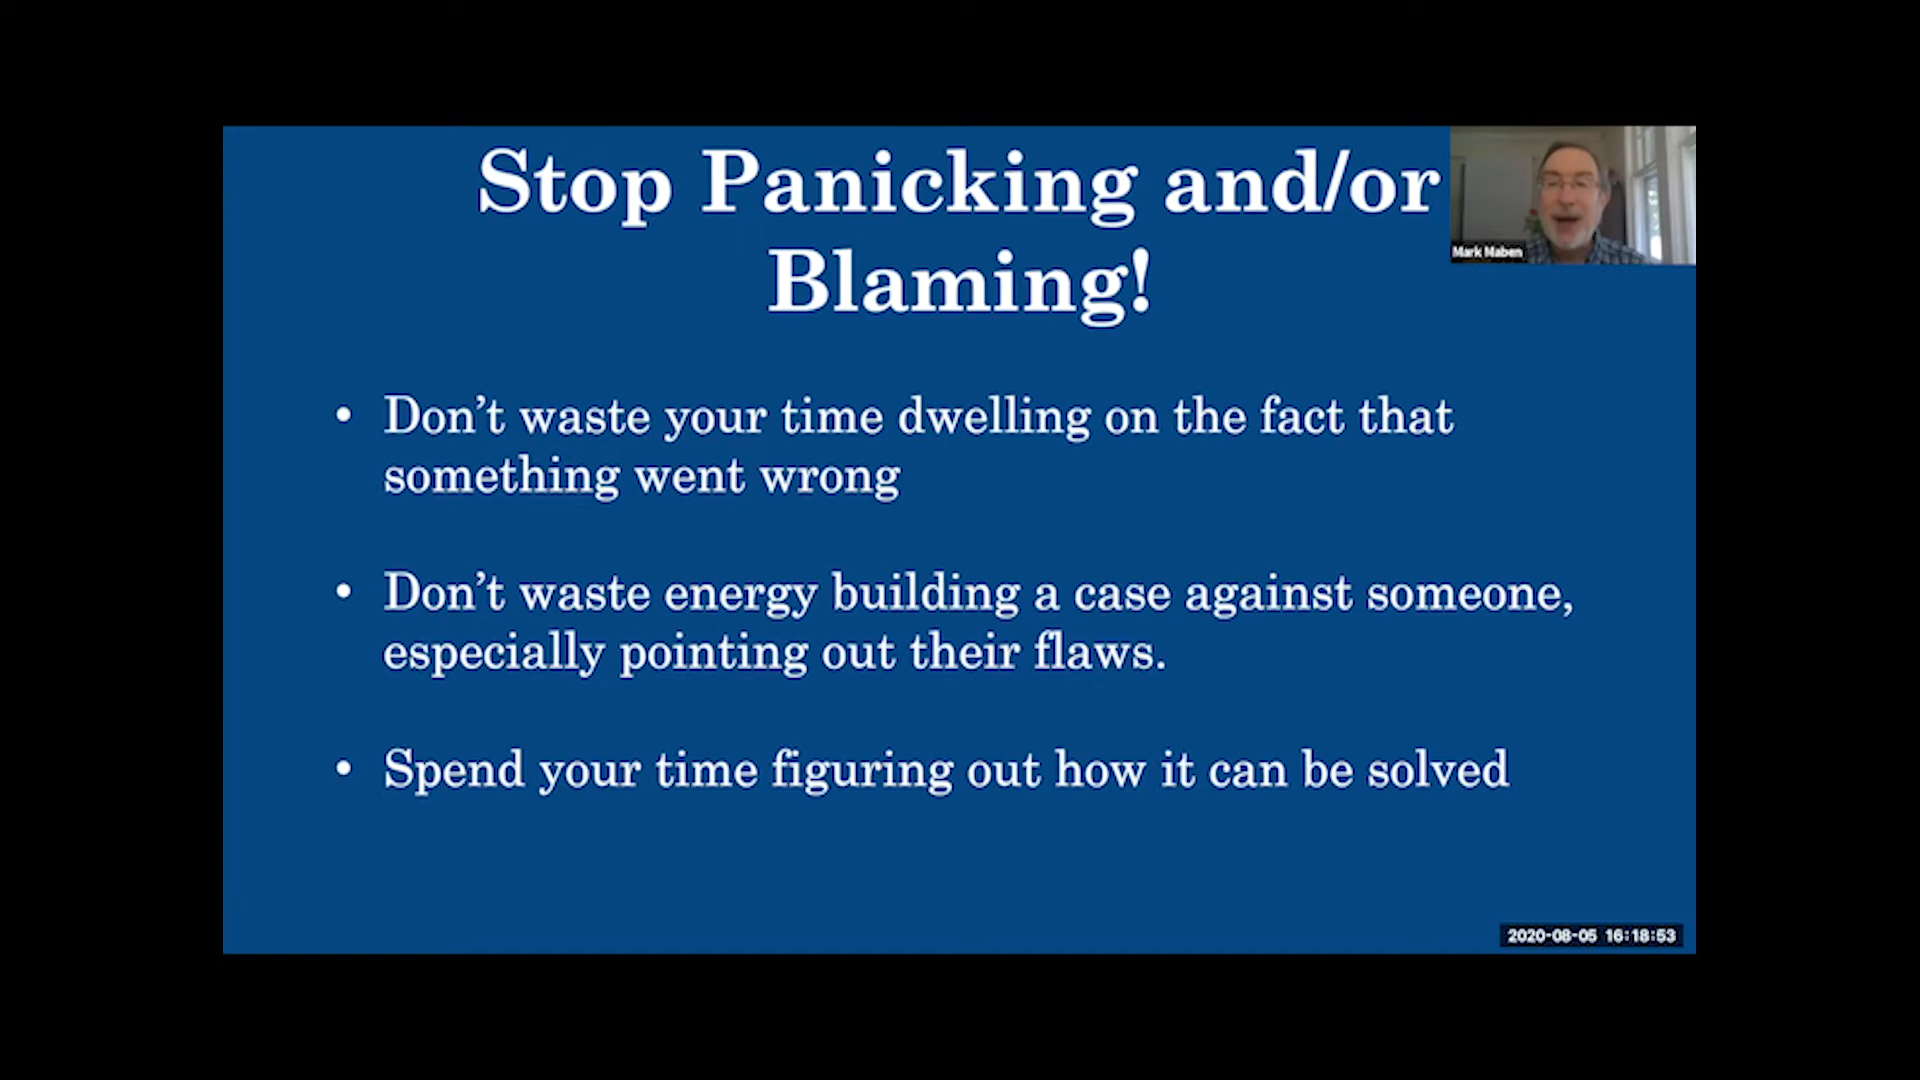 Stop Panicking and/or
Blaming!
Mark Maben
• Don’t waste your time dwelling on the fact that
something went wrong
• Don’t waste energy building a case against someone,
especially pointing out their flaws.
• Spend your time figuring out how it can be solved
2020-08-05 16:18:53